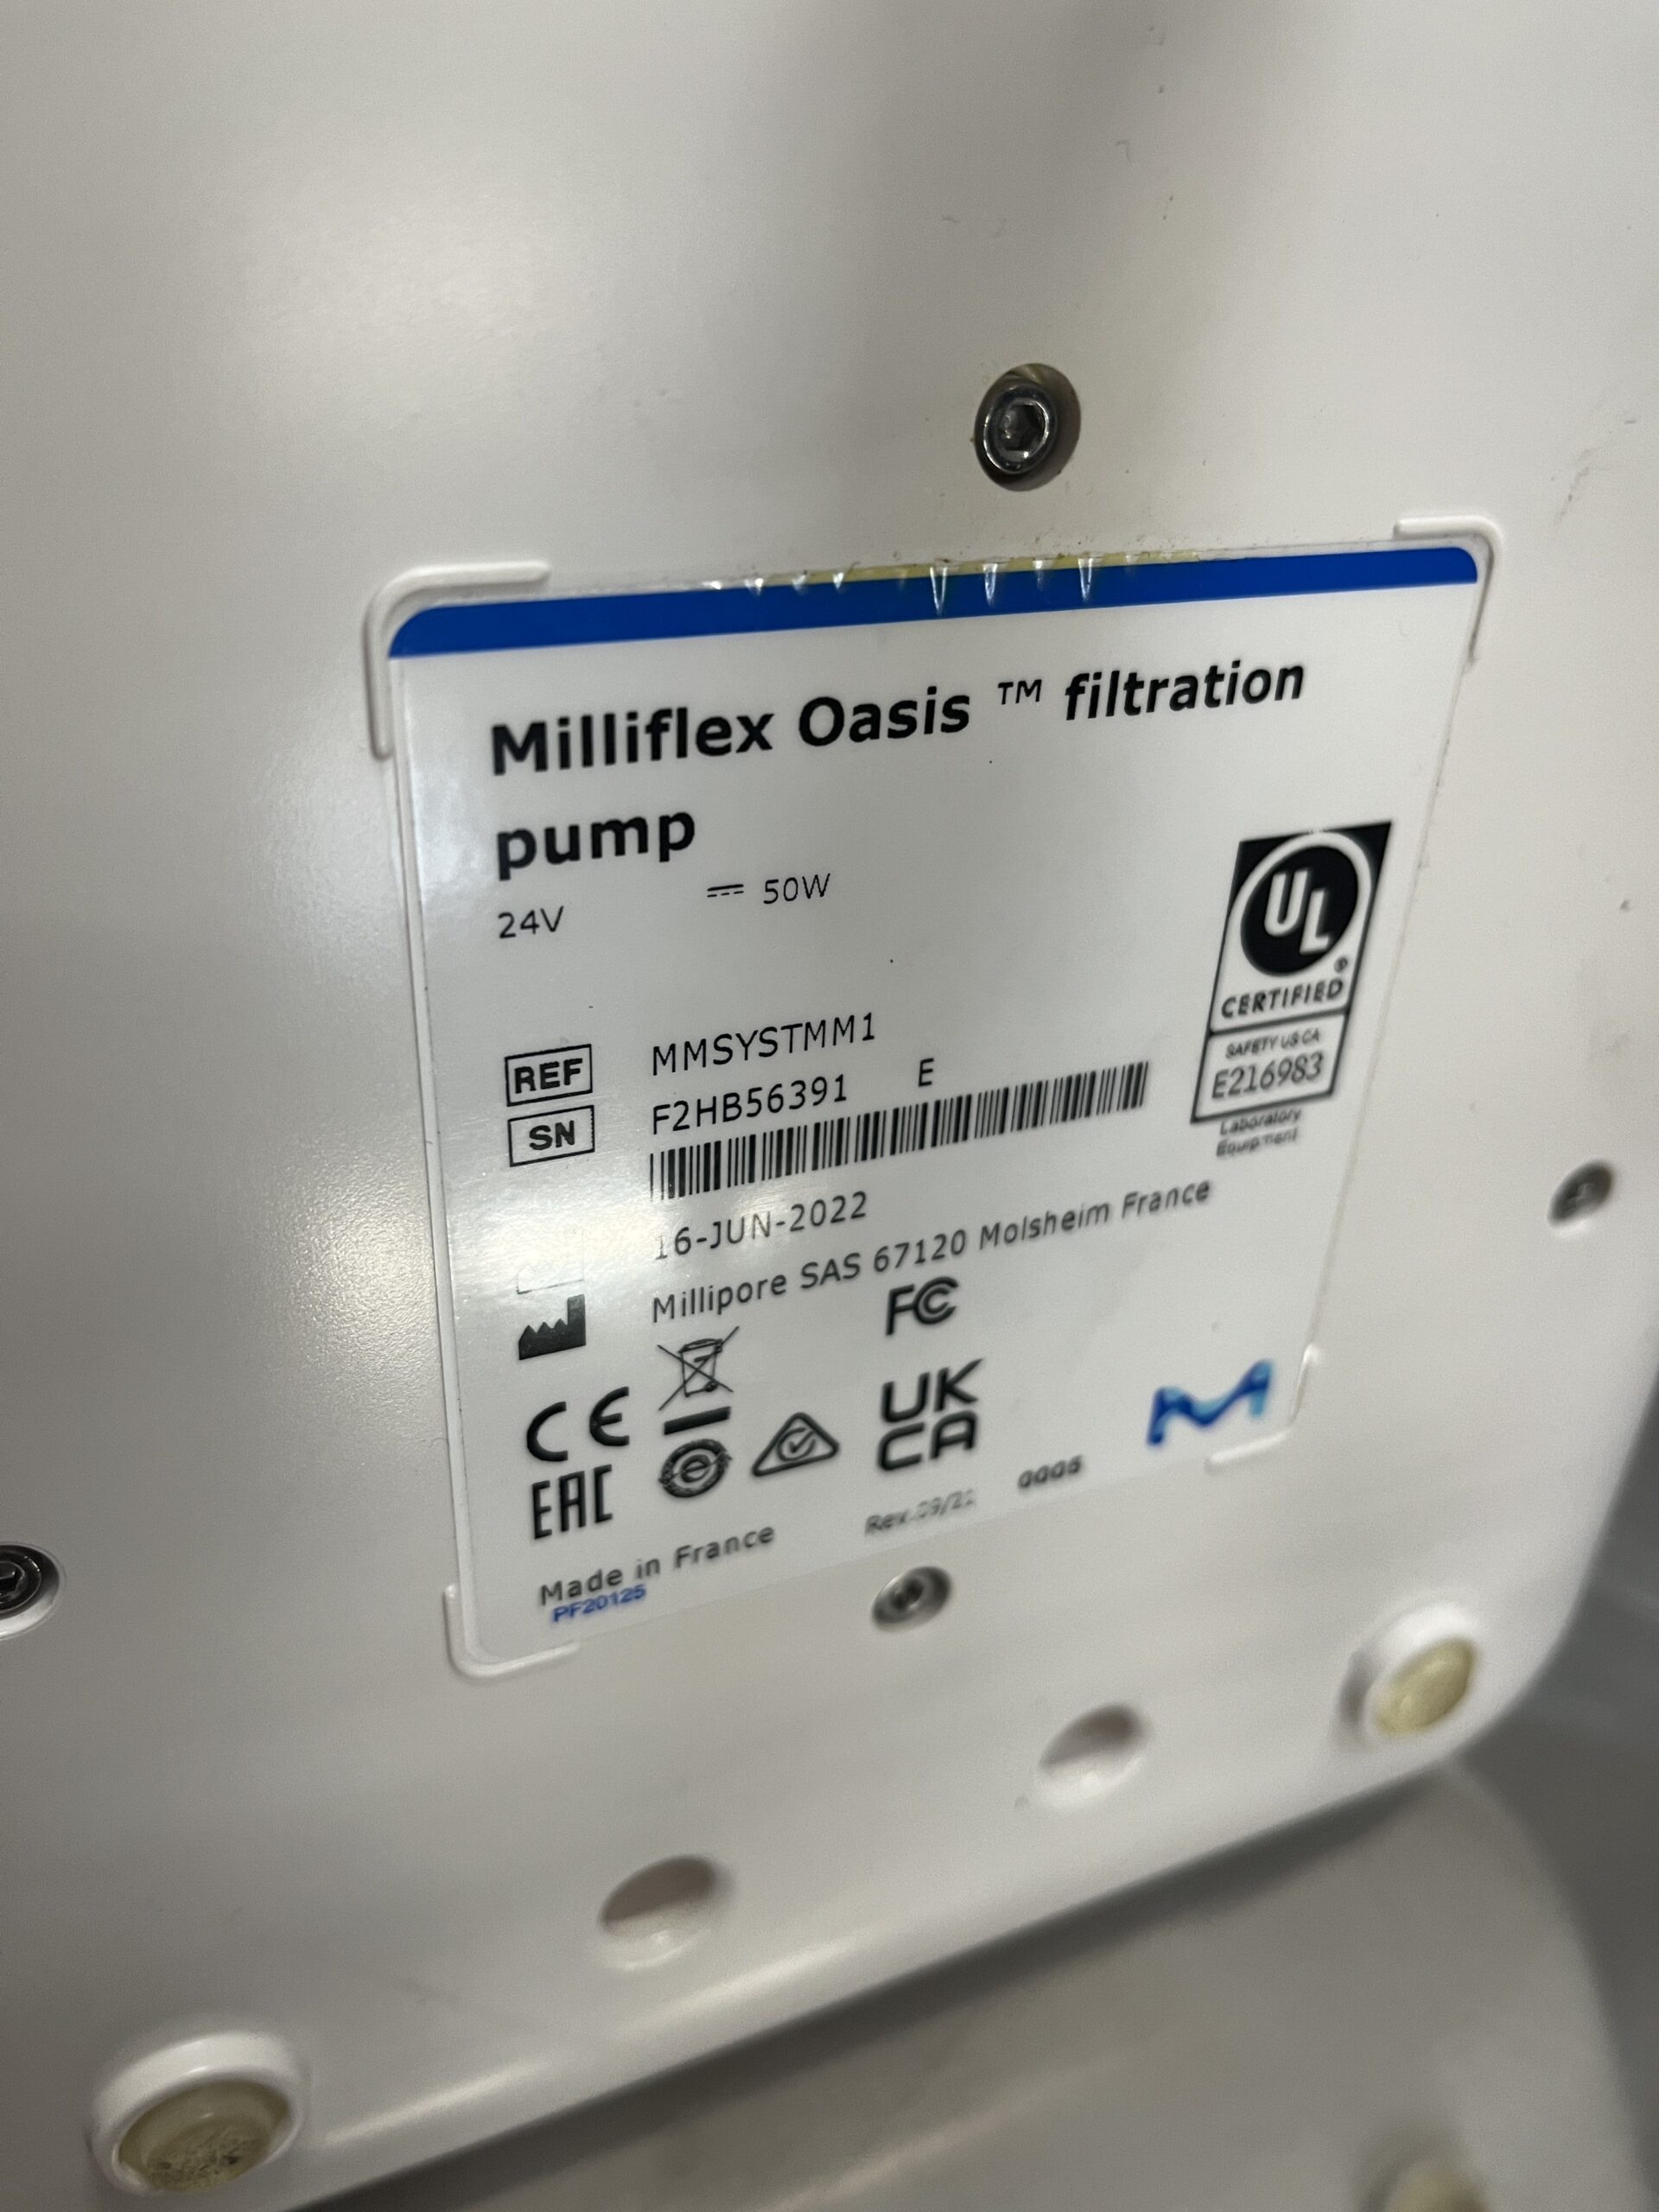 Milliflex Oasis ™ filtration
pump
24V ⎓ 50W
REF MMSYSTMM1
SN F2HB56391 E
16-JUN-2022
Millipore SAS 67120 Molsheim France
UL
®
CERTIFIED
SAFETY US CA
E216983
Laboratory
Equipment
FC
CE
UK
CA
EAC
Made in France
PF20125